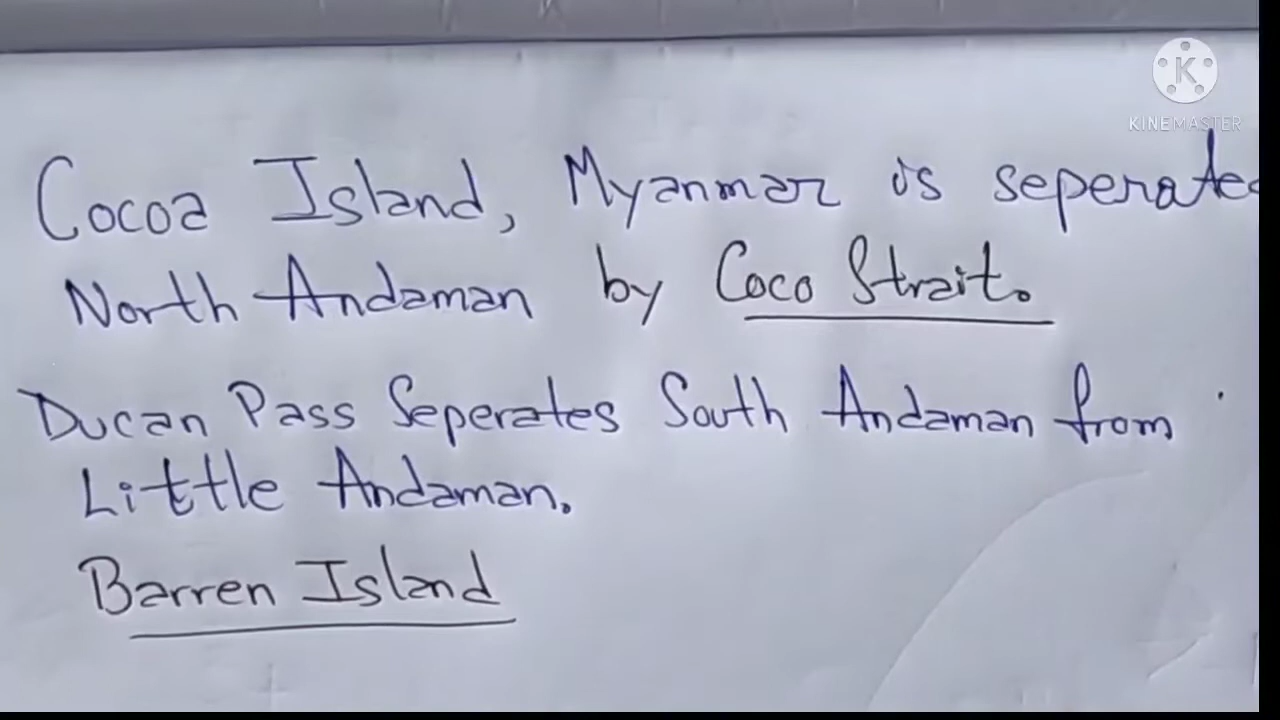 K
KINEMASTER
Cocoa Island, Myanmar is seperated
North Andaman by Coco Strait.
Ducan Pass Seperates South Andaman from
Little Andaman.
Barren Island